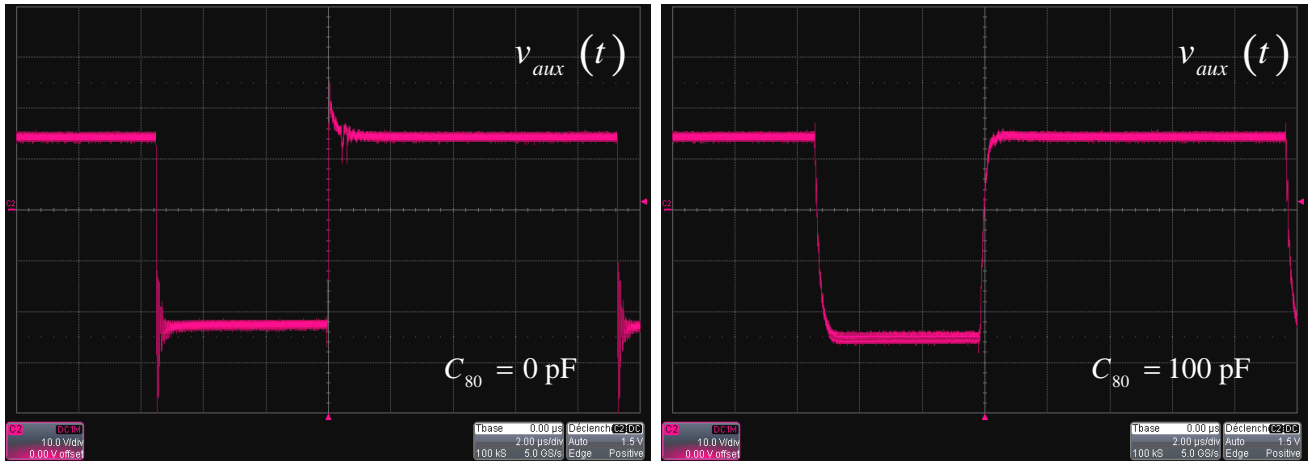 v_aux (t)
C2
C_80 = 0 pF
C2 DC1M
10.0 V/div
0.00 V offset
Tbase 0.00 µs
2.00 µs/div
100 kS 5.0 GS/s
Déclench C2 DC
Auto 1.5 V
Edge Positive
v_aux (t)
C2
C_80 = 100 pF
C2 DC1M
10.0 V/div
0.00 V offset
Tbase 0.00 µs
2.00 µs/div
100 kS 5.0 GS/s
Déclench C2 DC
Auto 1.5 V
Edge Positive